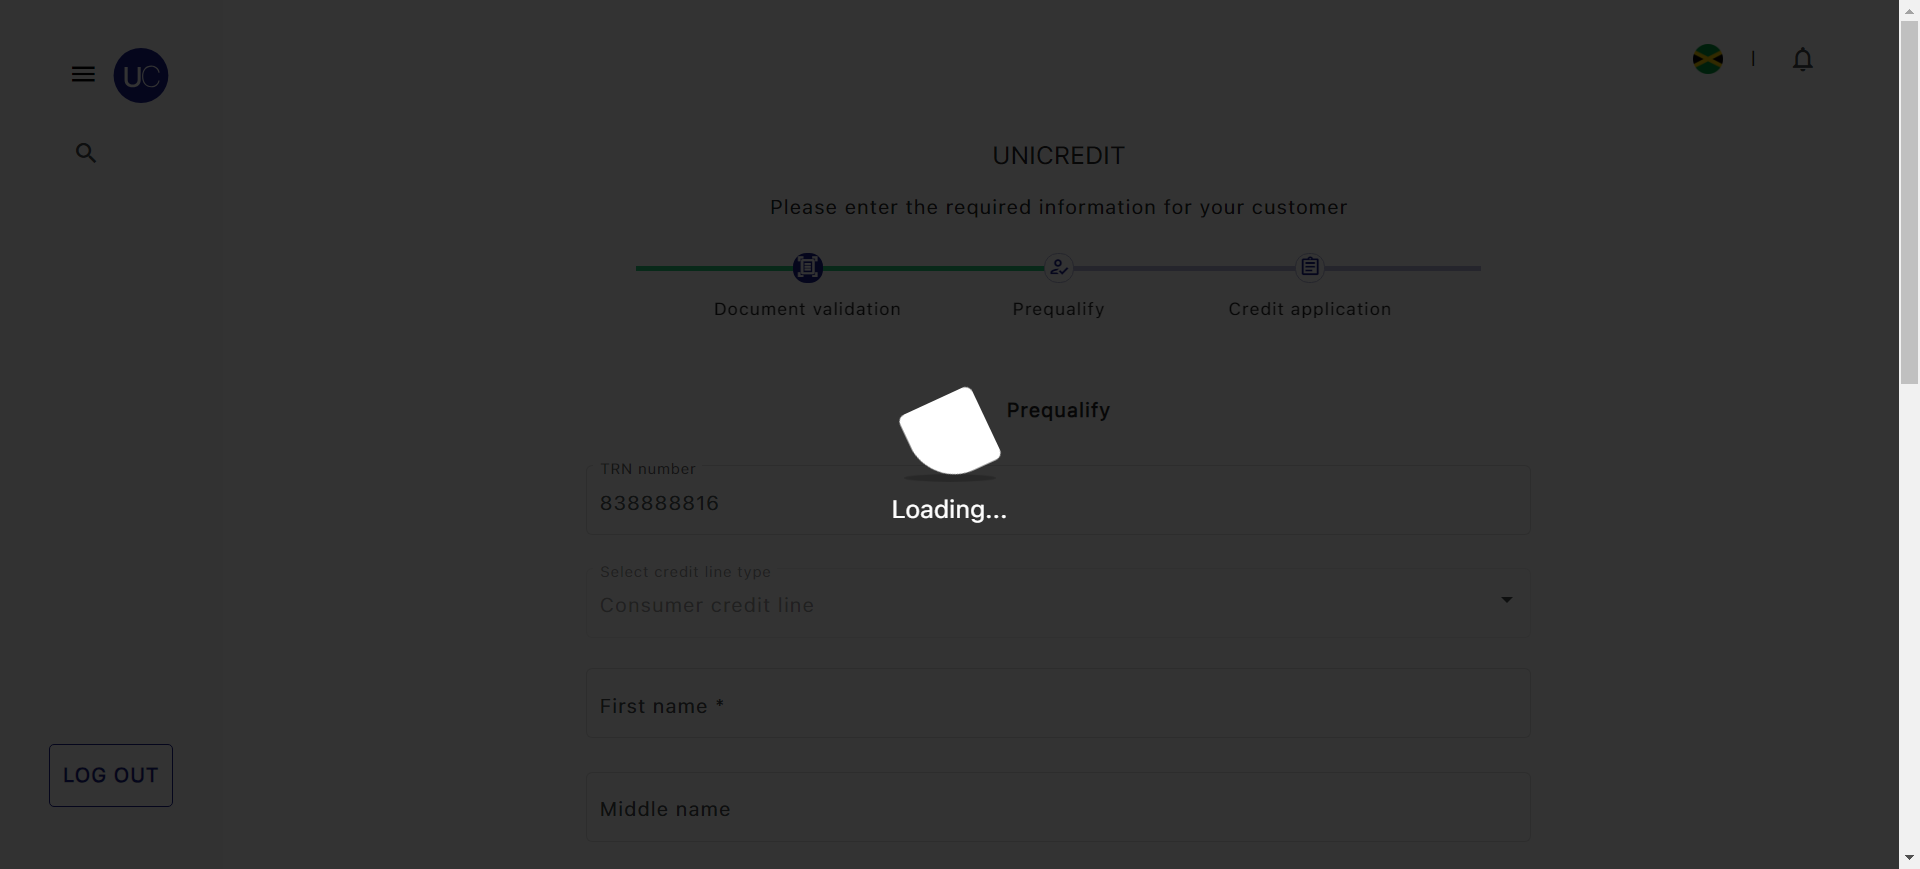 UC
UNICREDIT
Please enter the required information for your customer
Document validation
Prequalify
Credit application
Prequalify
TRN number
838888816
Loading...
Select credit line type
Consumer credit line
First name *
LOG OUT
Middle name